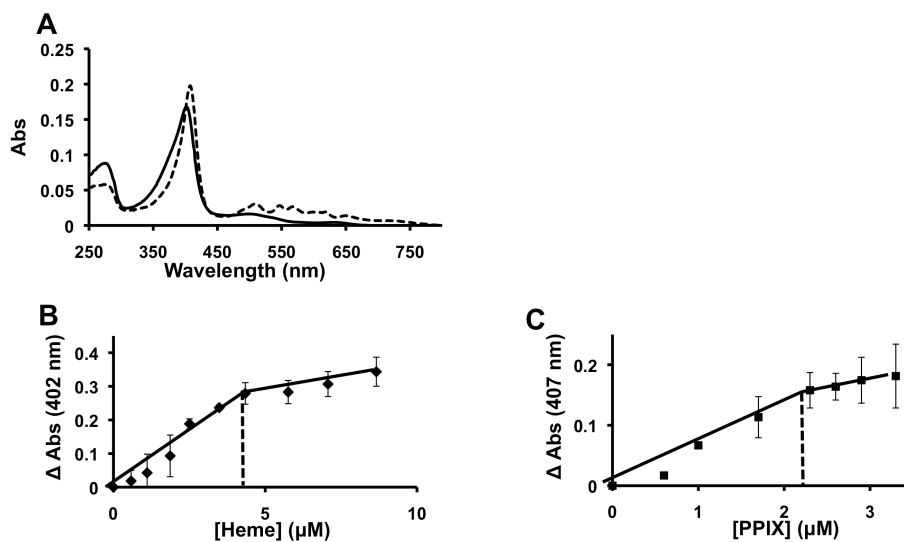 A
0.25
0.2
0.15
0.1
0.05
0
Abs
250 350 450 550 650 750
Wavelength (nm)
B
0.4
0.3
0.2
0.1
0
Δ Abs (402 nm)
0 5 10
[Heme] (µM)
C
0.2
0.1
0
Δ Abs (407 nm)
0 1 2 3
[PPIX] (µM)